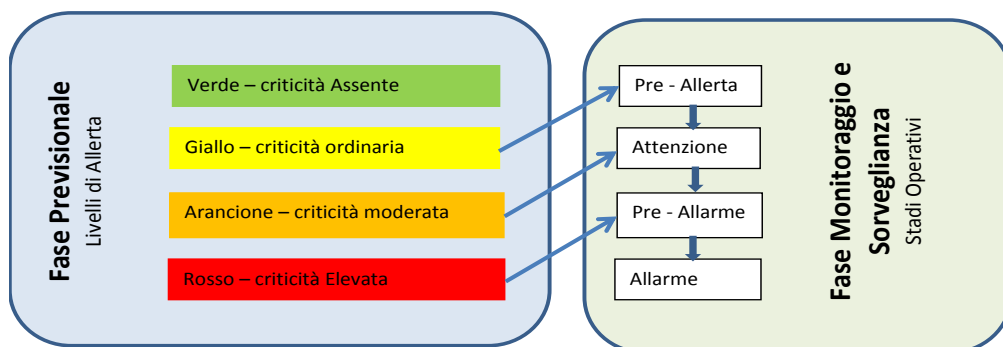 Fase Previsionale
Livelli di Allerta
Verde – criticità Assente
Giallo – criticità ordinaria
Arancione – criticità moderata
Rosso – criticità Elevata
Pre - Allerta
Attenzione
Pre - Allarme
Allarme
Fase Monitoraggio e
Sorveglianza
Stadi Operativi